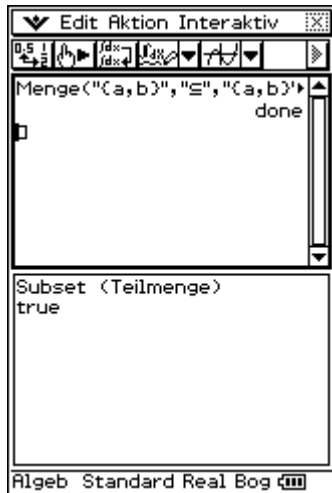 Edit Aktion Interaktiv
Menge("{a,b}","⊆","{a,b}"
done
Subset (Teilmenge)
true
Algeb Standard Real Bog